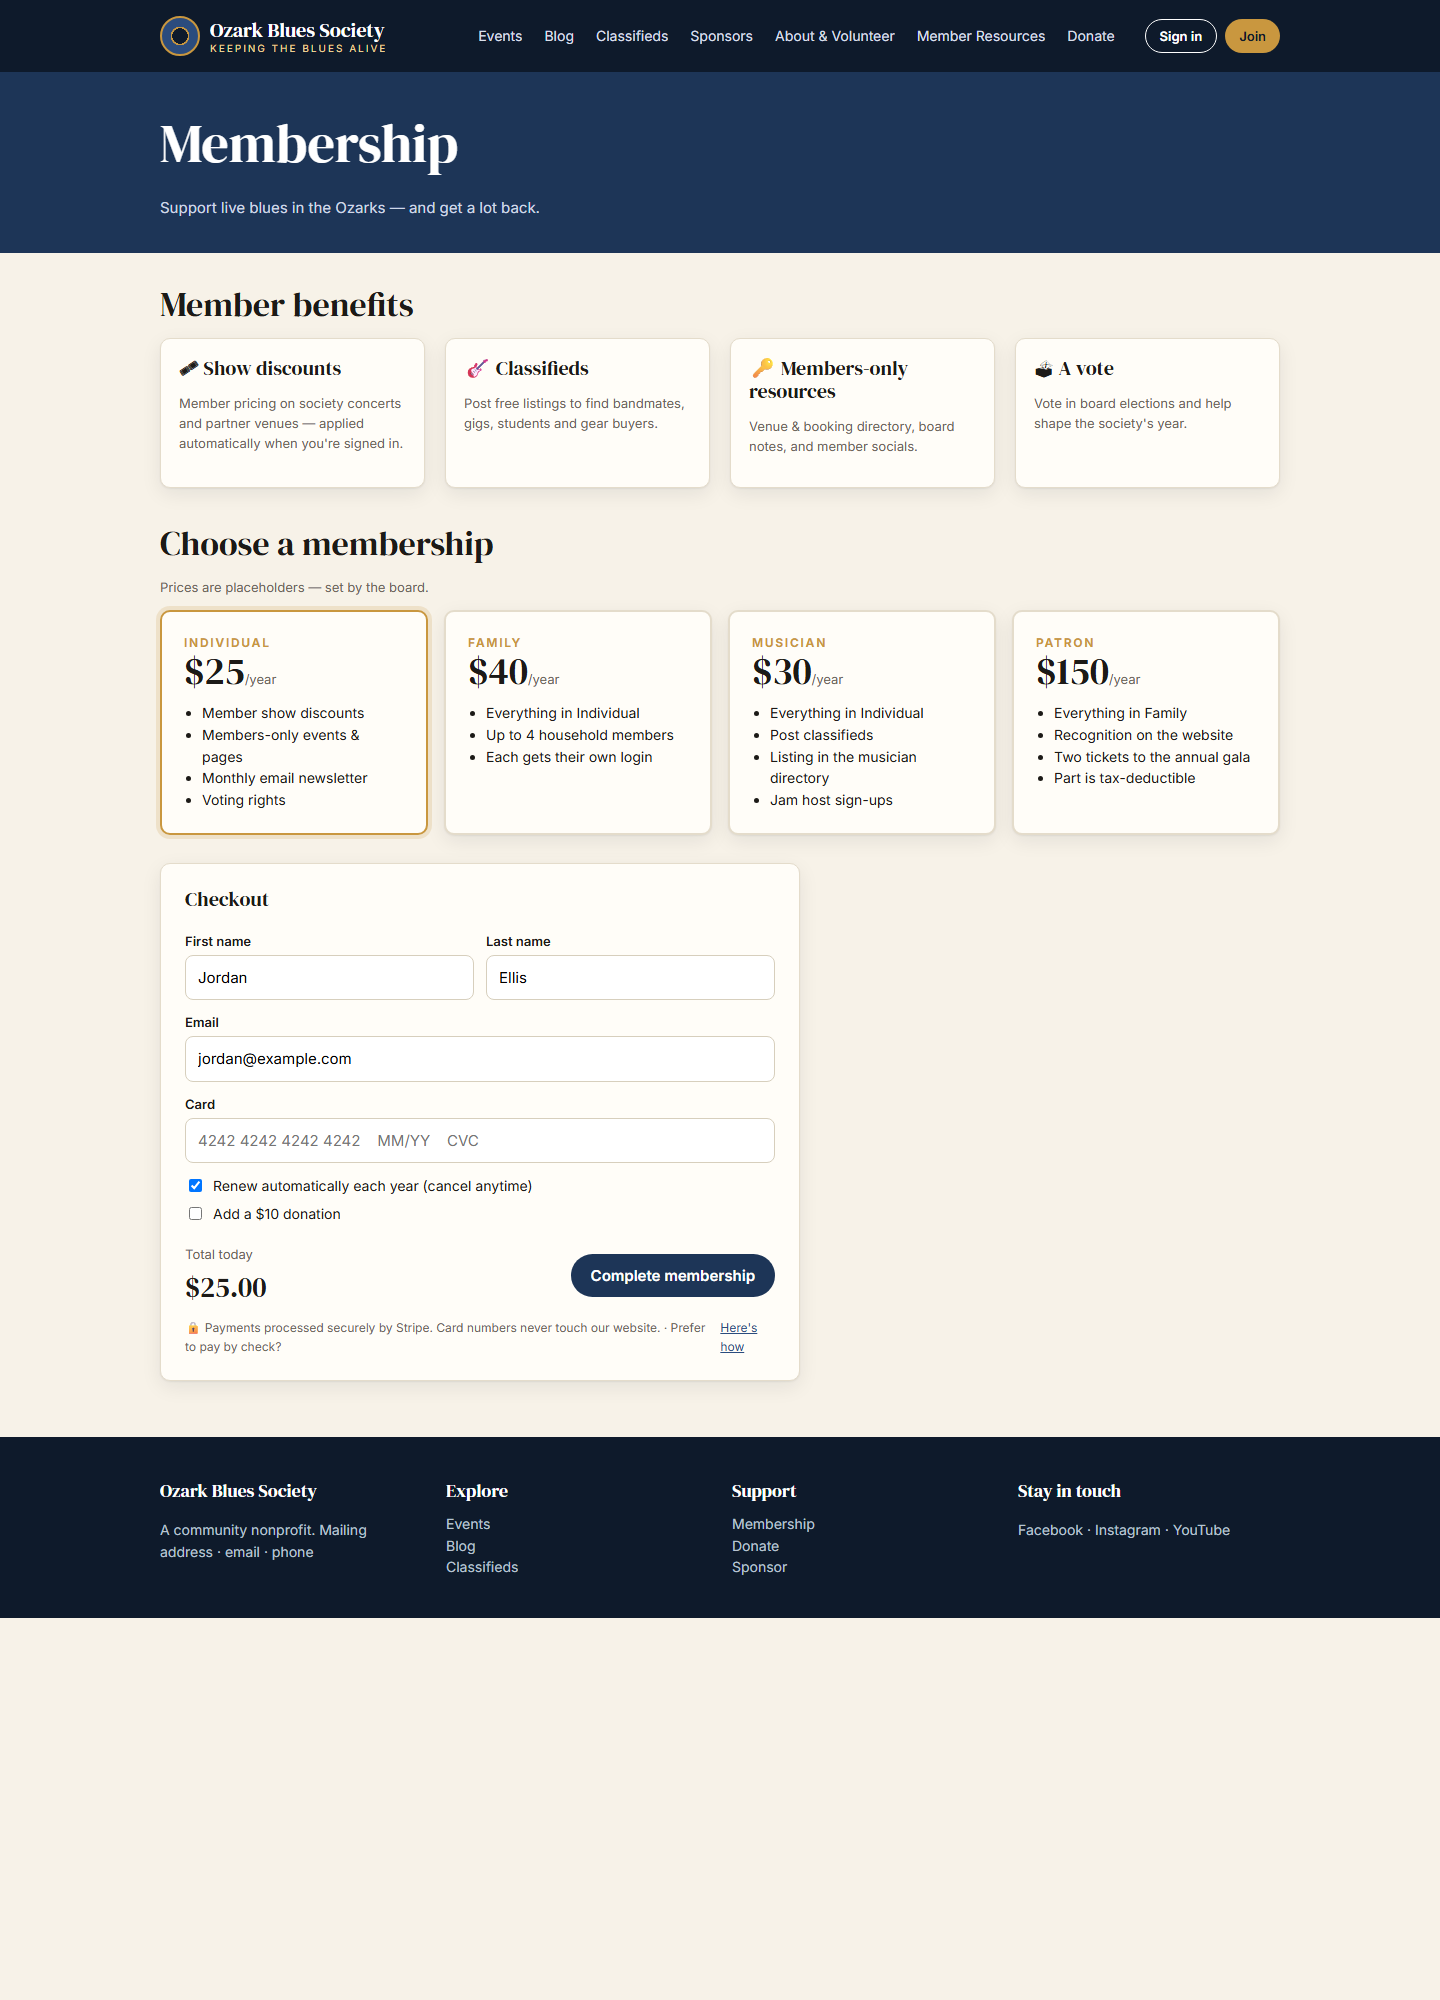 Ozark Blues Society
KEEPING THE BLUES ALIVE
Events
Blog
Classifieds
Sponsors
About & Volunteer
Member Resources
Donate
Sign in
Join
Membership
Support live blues in the Ozarks — and get a lot back.
Member benefits
Show discounts
Member pricing on society concerts
and partner venues — applied
automatically when you're signed in.
Classifieds
Post free listings to find bandmates,
gigs, students and gear buyers.
Members-only
resources
Venue & booking directory, board
notes, and member socials.
A vote
Vote in board elections and help
shape the society's year.
Choose a membership
Prices are placeholders — set by the board.
INDIVIDUAL
$25/year
Member show discounts
Members-only events &
pages
Monthly email newsletter
Voting rights
FAMILY
$40/year
Everything in Individual
Up to 4 household members
Each gets their own login
MUSICIAN
$30/year
Everything in Individual
Post classifieds
Listing in the musician
directory
Jam host sign-ups
PATRON
$150/year
Everything in Family
Recognition on the website
Two tickets to the annual gala
Part is tax-deductible
Checkout
First name
Jordan
Last name
Ellis
Email
jordan@example.com
Card
4242 4242 4242 4242 MM/YY CVC
Renew automatically each year (cancel anytime)
Add a $10 donation
Total today
$25.00
Complete membership
Payments processed securely by Stripe. Card numbers never touch our website. · Prefer
to pay by check?
Here's
how
Ozark Blues Society
A community nonprofit. Mailing
address · email · phone
Explore
Events
Blog
Classifieds
Support
Membership
Donate
Sponsor
Stay in touch
Facebook · Instagram · YouTube